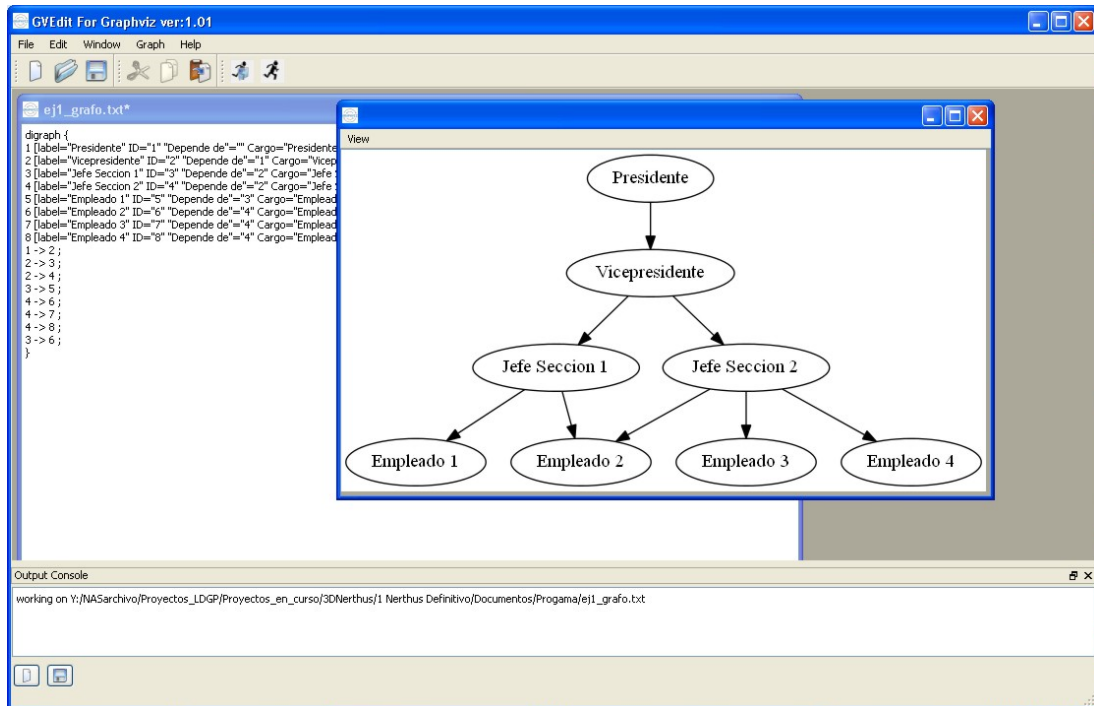 GVEdit For Graphviz ver:1.01
File Edit Window Graph Help
ej1_grafo.txt*
digraph {
1 [label="Presidente" ID="1" "Depende de"="" Cargo="Presidente
2 [label="Vicepresidente" ID="2" "Depende de"="1" Cargo="Vicep
3 [label="Jefe Seccion 1" ID="3" "Depende de"="2" Cargo="Jefe
4 [label="Jefe Seccion 2" ID="4" "Depende de"="2" Cargo="Jefe
5 [label="Empleado 1" ID="5" "Depende de"="3" Cargo="Emplead
6 [label="Empleado 2" ID="6" "Depende de"="4" Cargo="Emplead
7 [label="Empleado 3" ID="7" "Depende de"="4" Cargo="Emplead
8 [label="Empleado 4" ID="8" "Depende de"="4" Cargo="Emplead
1 -> 2 ;
2 -> 3 ;
2 -> 4 ;
3 -> 5 ;
4 -> 6 ;
4 -> 7 ;
4 -> 8 ;
3 -> 6 ;
}
View
Presidente
Vicepresidente
Jefe Seccion 1 Jefe Seccion 2
Empleado 1 Empleado 2 Empleado 3 Empleado 4
Output Console
working on Y:/NASarchivo/Proyectos_LDGP/Proyectos_en_curso/3DNerthus/1 Nerthus Definitivo/Documentos/Progama/ej1_grafo.txt